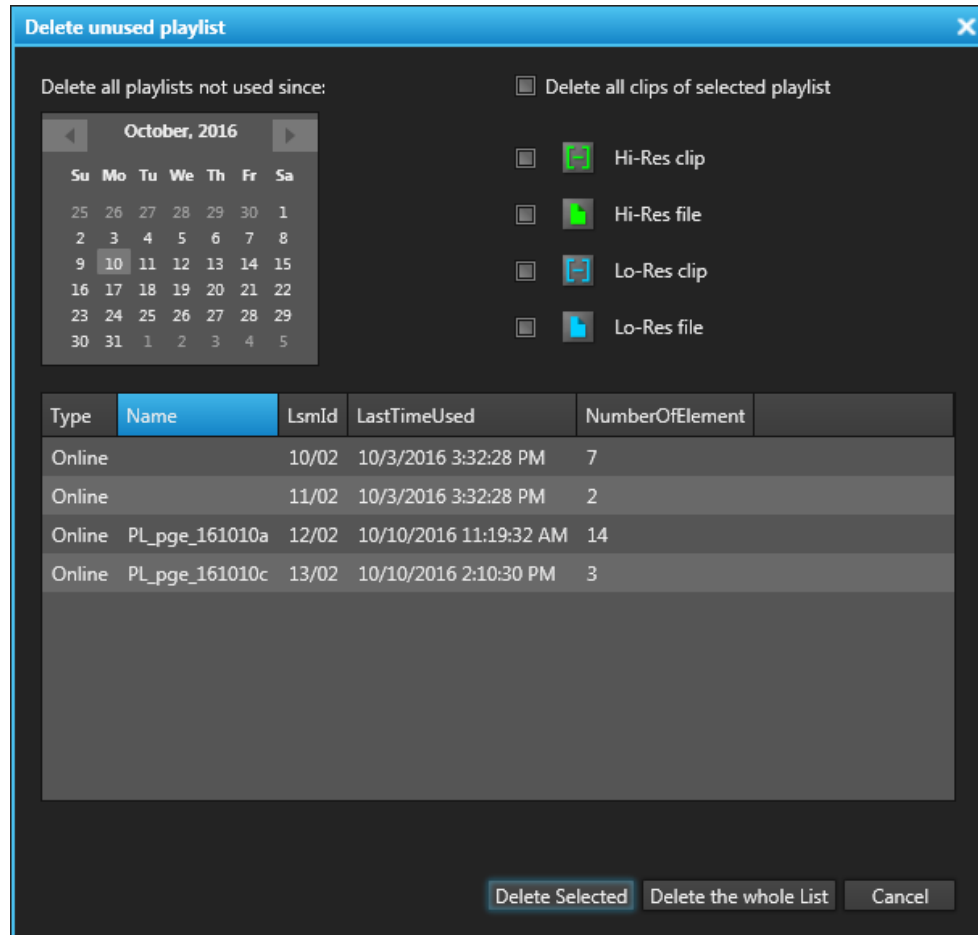 Delete unused playlist
Delete all playlists not used since:
October, 2016
Su Mo Tu We Th Fr Sa
25 26 27 28 29 30 1
2 3 4 5 6 7 8
9 10 11 12 13 14 15
16 17 18 19 20 21 22
23 24 25 26 27 28 29
30 31 1 2 3 4 5
Delete all clips of selected playlist
Hi-Res clip
Hi-Res file
Lo-Res clip
Lo-Res file
Type Name LsmId LastTimeUsed NumberOfElement
Online 10/02 10/3/2016 3:32:28 PM 7
Online 11/02 10/3/2016 3:32:28 PM 2
Online PL_pge_161010a 12/02 10/10/2016 11:19:32 AM 14
Online PL_pge_161010c 13/02 10/10/2016 2:10:30 PM 3
Delete Selected Delete the whole List Cancel